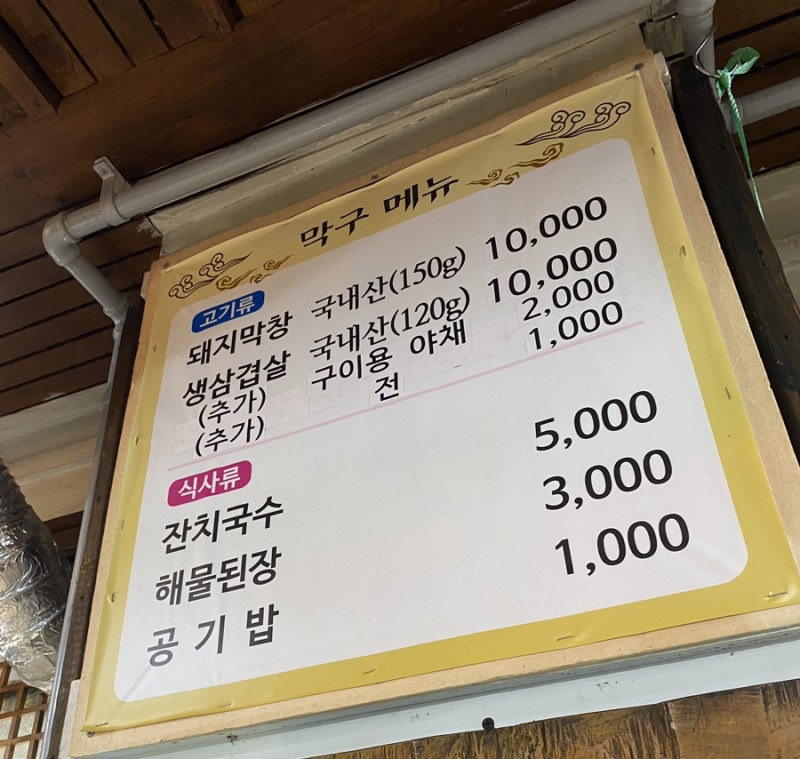 막구 메뉴
고기류
돼지막창 국내산(150g) 10,000
생삼겹살 국내산(120g) 10,000
(추가) 구이용 야채 2,000
(추가) 전 1,000
식사류
잔치국수 5,000
해물된장 3,000
공기밥 1,000